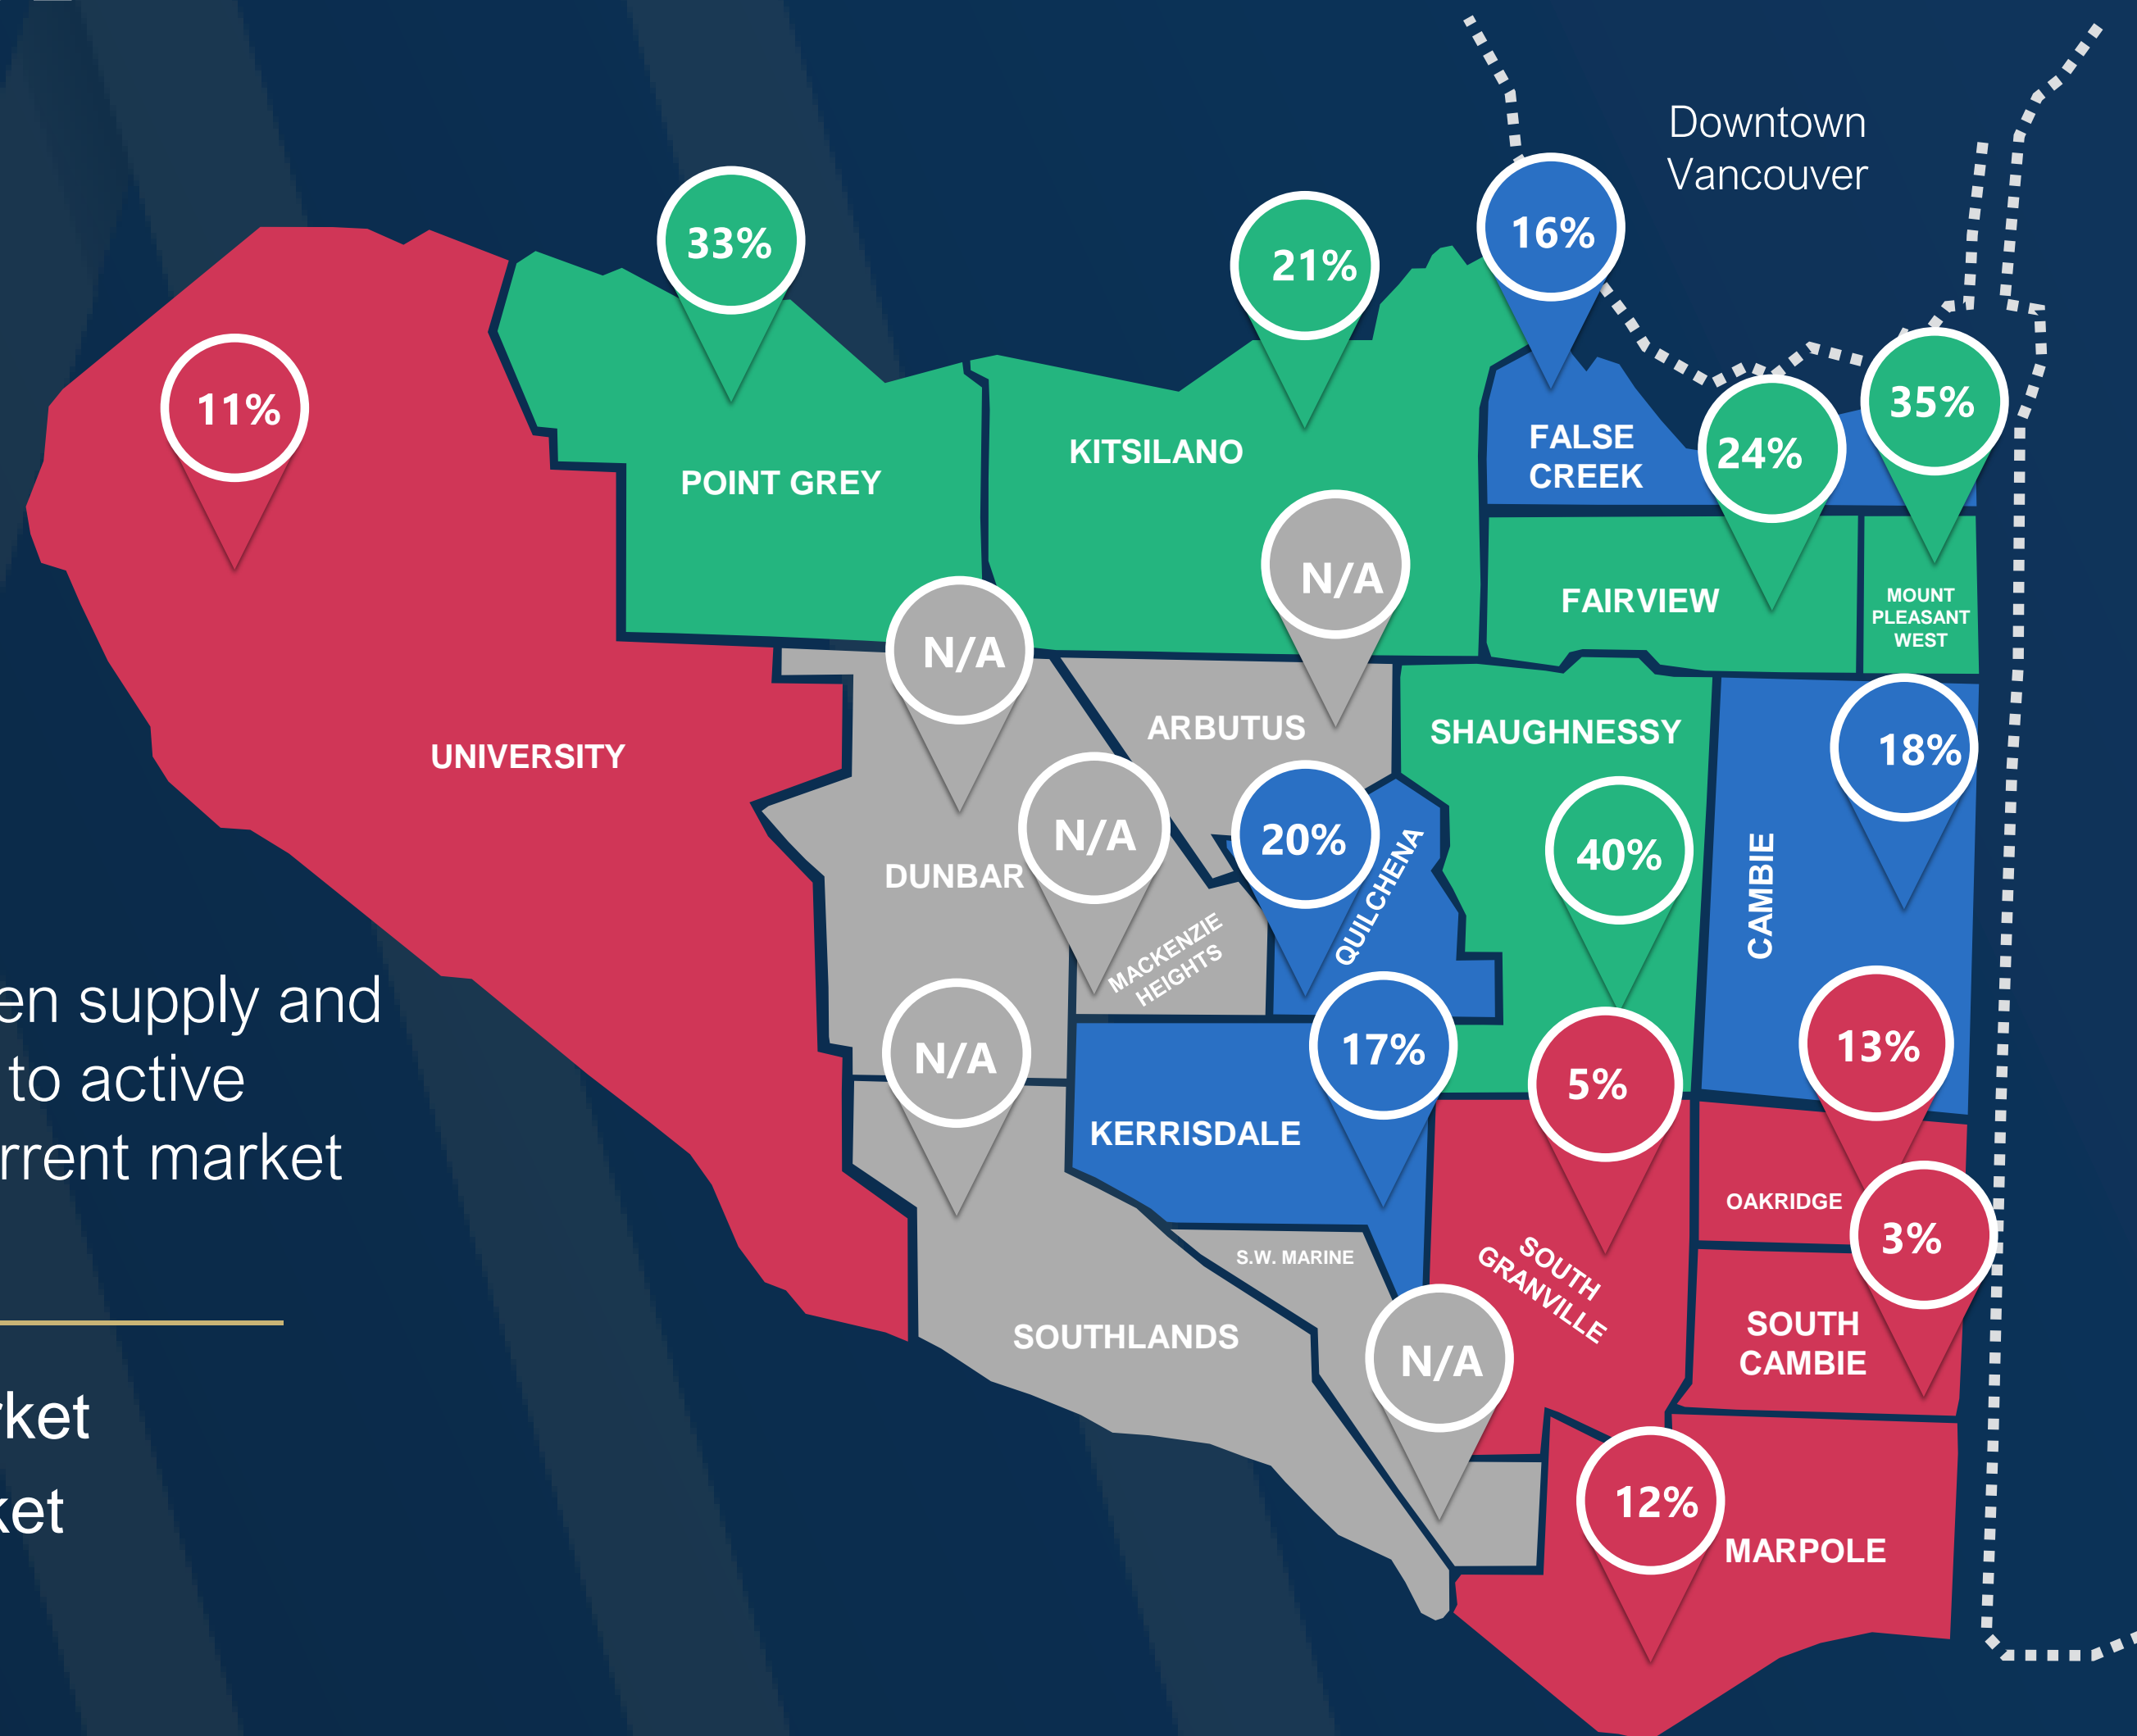 Downtown
Vancouver
33%
21%
16%
11%
35%
24%
FALSE
CREEK
KITSILANO
POINT GREY
N/A
N/A
FAIRVIEW
MOUNT
PLEASANT
WEST
ARBUTUS
SHAUGHNESSY
18%
UNIVERSITY
N/A
20%
40%
QUILCHENA
CAMBIE
DUNBAR
MACKENZIE
HEIGHTS
en supply and
to active
rrent market
N/A
17%
5%
13%
KERRISDALE
OAKRIDGE
3%
S.W. MARINE
SOUTH
GRANVILLE
SOUTHLANDS
SOUTH
CAMBIE
N/A
rket
ket
12%
MARPOLE